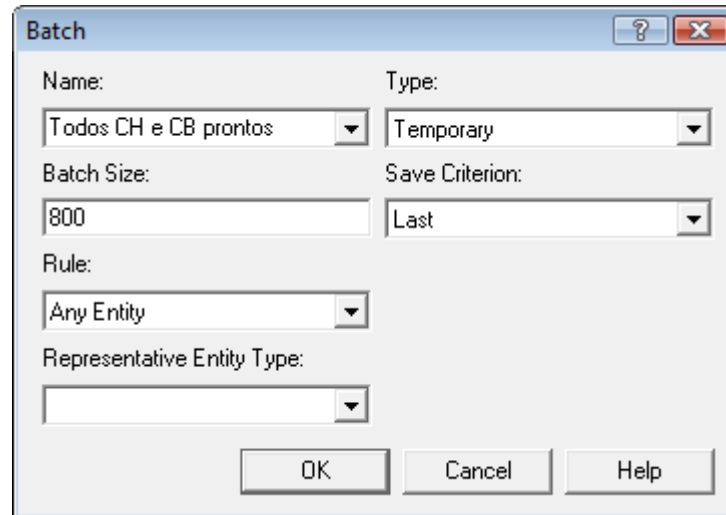 Batch
Name:
Type:
Todos CH e CB prontos
Temporary
Batch Size:
Save Criterion:
800
Last
Rule:
Any Entity
Representative Entity Type:
OK
Cancel
Help